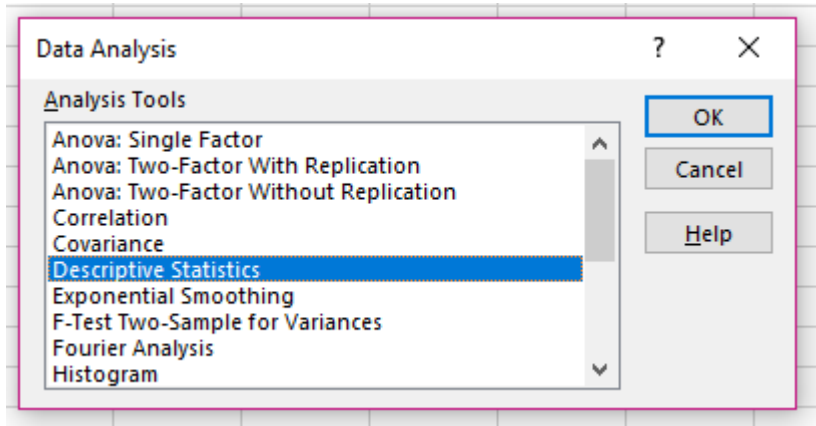 Data Analysis ?
Analysis Tools
Anova: Single Factor
Anova: Two-Factor With Replication
Anova: Two-Factor Without Replication
Correlation
Covariance
Descriptive Statistics
Exponential Smoothing
F-Test Two-Sample for Variances
Fourier Analysis
Histogram
OK
Cancel
Help